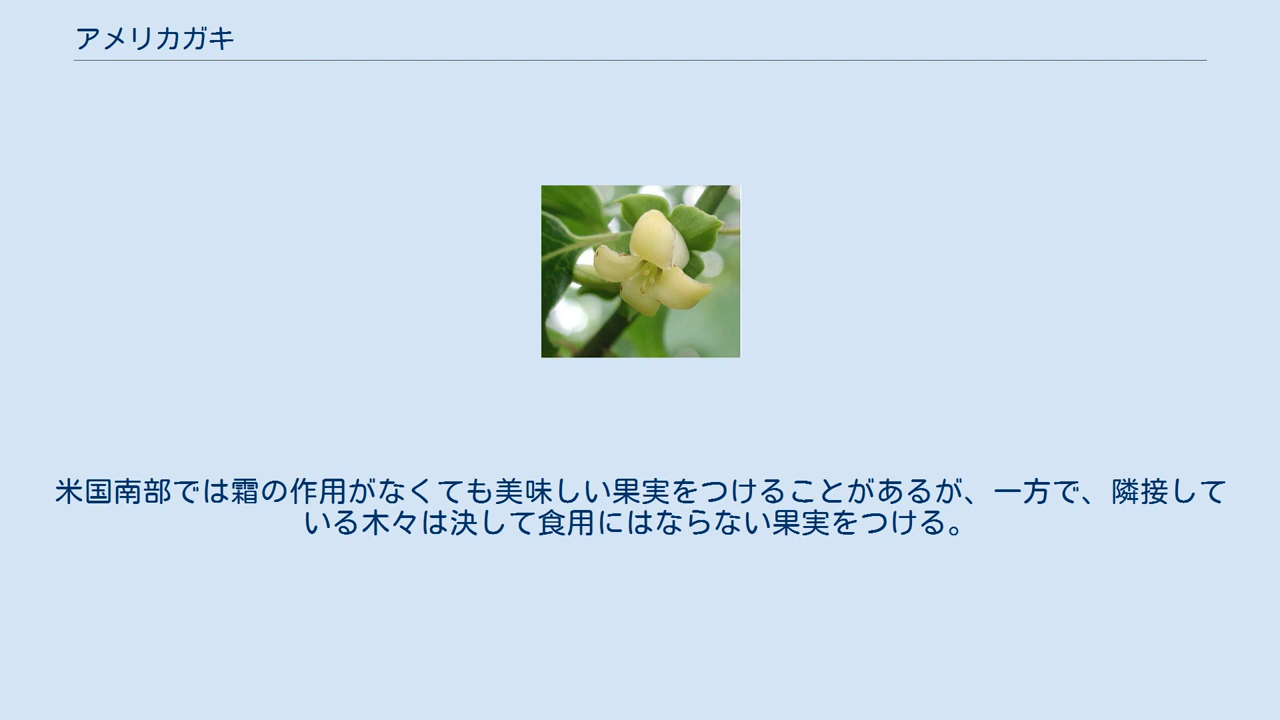 アメリカガキ
米国南部では霜の作用がなくても美味しい果実をつけることがあるが、一方で、隣接して
いる木々は決して食用にはならない果実をつける。